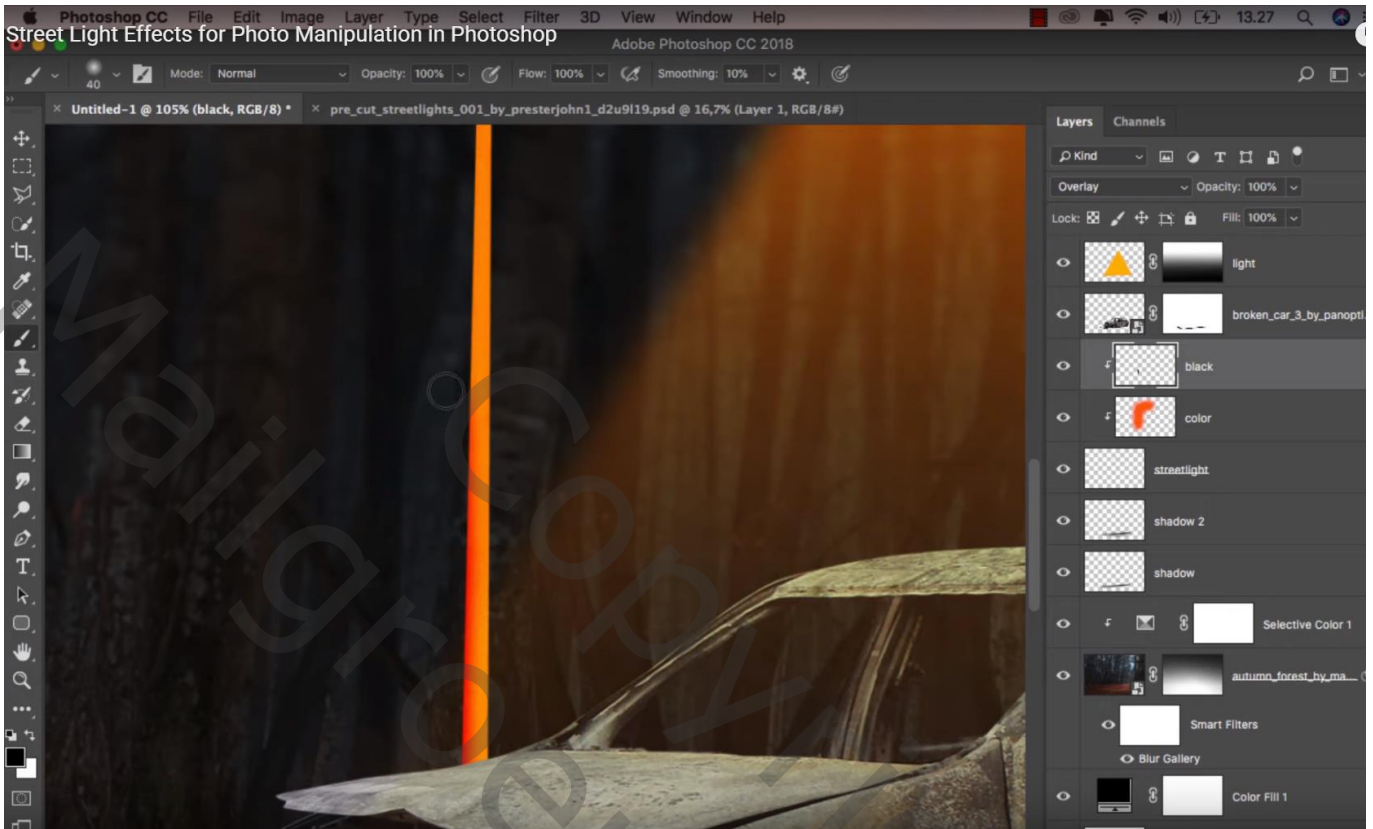 Photoshop CC File Edit Image Layer Type Select Filter 3D View Window Help 13.27
Street Light Effects for Photo Manipulation in Photoshop
Adobe Photoshop CC 2018
40 Mode: Normal Opacity: 100% Flow: 100% Smoothing: 10%
× Untitled-1 @ 105% (black, RGB/8) * × pre_cut_streetlights_001_by_presterjohn1_d2u9l19.psd @ 16,7% (Layer 1, RGB/8#)
Layers Channels
Kind
Overlay Opacity: 100%
Lock: Fill: 100%
light
broken_car_3_by_panoptl
black
color
streetlight
shadow 2
shadow
Selective Color 1
autumn_forest_by_ma
Smart Filters
Blur Gallery
Color Fill 1